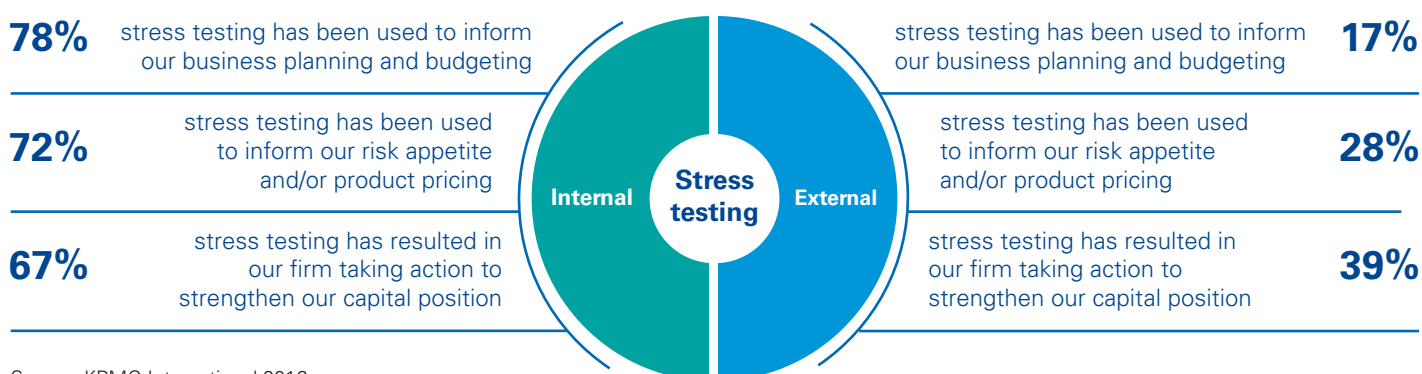 78%
stress testing has been used to inform
our business planning and budgeting
72%
stress testing has been used
to inform our risk appetite
and/or product pricing
67%
stress testing has resulted in
our firm taking action to
strengthen our capital position
Internal
Stress
testing
External
stress testing has been used to inform
our business planning and budgeting
17%
stress testing has been used
to inform our risk appetite
and/or product pricing
28%
stress testing has resulted in
our firm taking action to
strengthen our capital position
39%